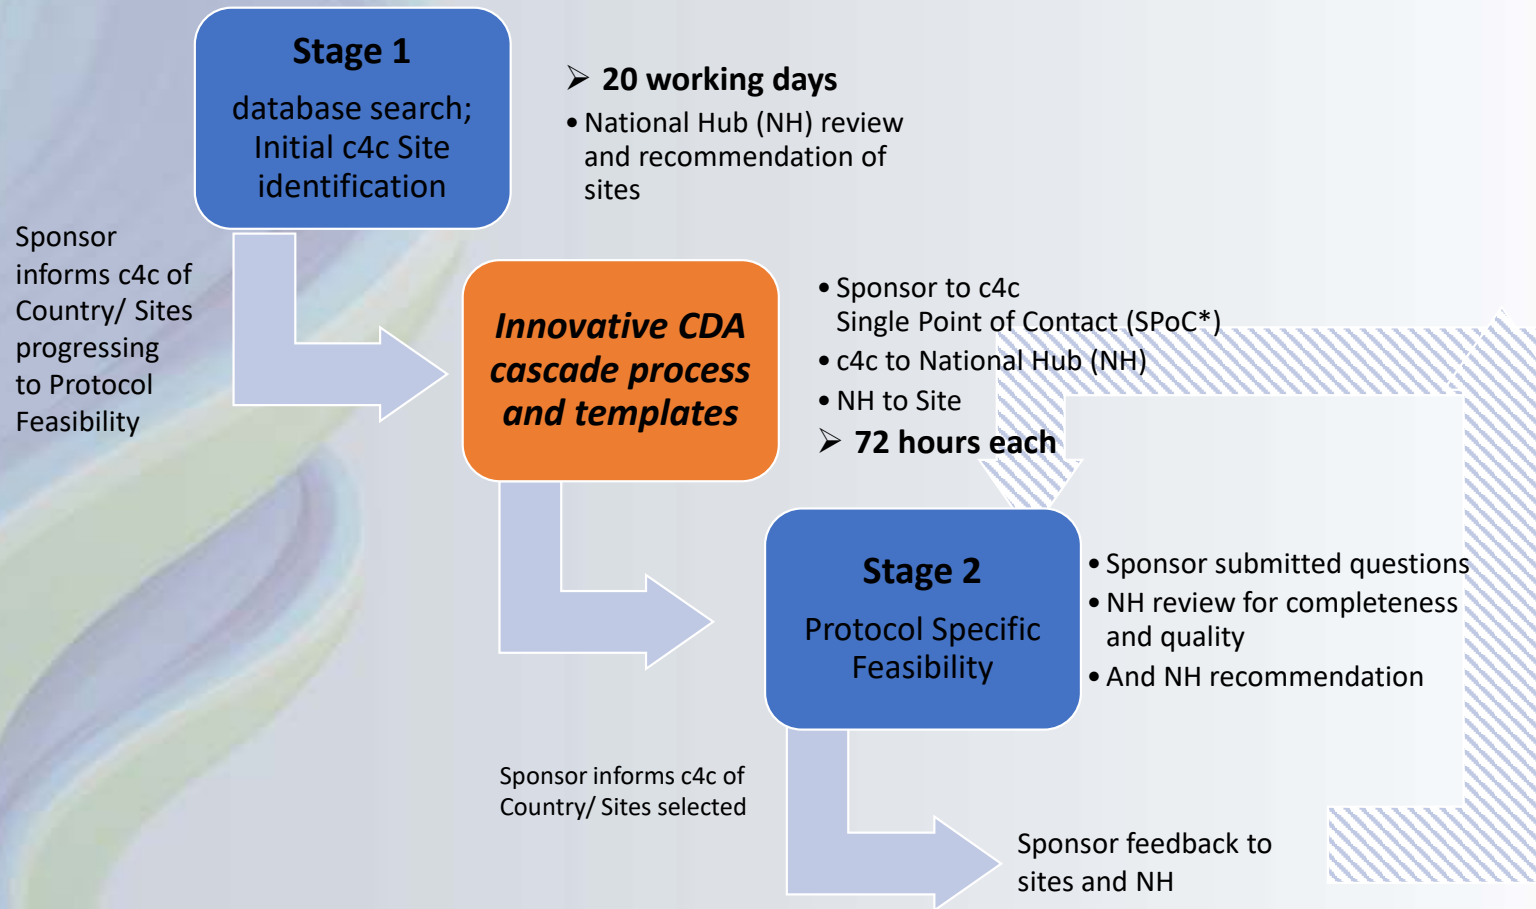 Stage 1
database search;
Initial c4c Site
identification
➢ 20 working days
• National Hub (NH) review
and recommendation of
sites
Sponsor
informs c4c of
Country/ Sites
progressing
to Protocol
Feasibility
Innovative CDA
cascade process
and templates
• Sponsor to c4c
Single Point of Contact (SPoC*)
• c4c to National Hub (NH)
• NH to Site
➢ 72 hours each
Stage 2
Protocol Specific
Feasibility
• Sponsor submitted questions
• NH review for completeness
and quality
• And NH recommendation
Sponsor informs c4c of
Country/ Sites selected
Sponsor feedback to
sites and NH